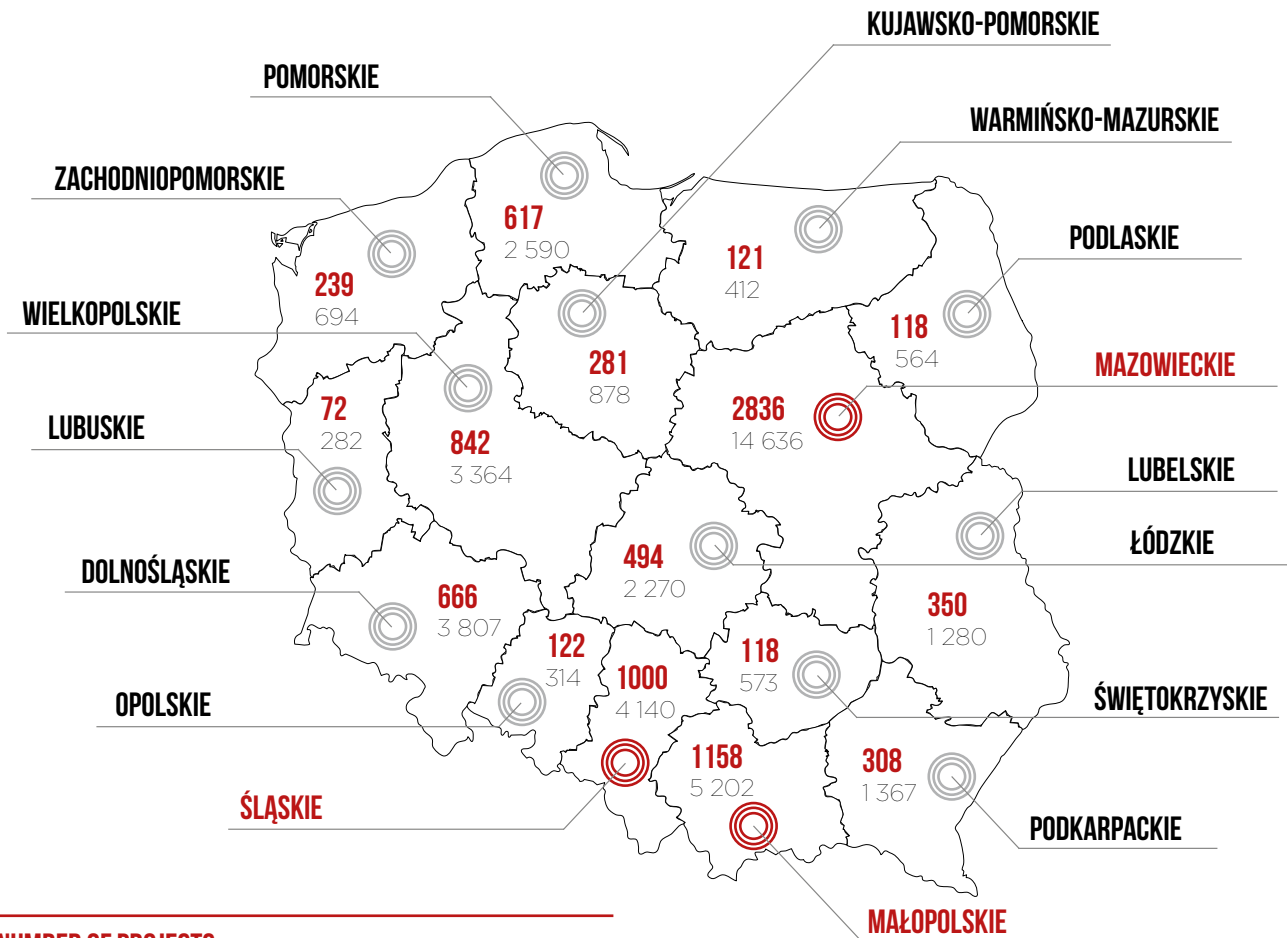 KUJAWSKO-POMORSKIE
POMORSKIE
WARMIŃSKO-MAZURSKIE
ZACHODNIOPOMORSKIE
617
2 590
PODLASKIE
121
412
239
694
WIELKOPOLSKIE
118
564
281
878
MAZOWIECKIE
72
282
2836
14 636
LUBUSKIE
842
3 364
LUBELSKIE
ŁÓDZKIE
494
2 270
DOLNOŚLĄSKIE
666
3 807
350
1 280
122
314
118
573
1000
4 140
OPOLSKIE
ŚWIĘTOKRZYSKIE
1158
5 202
308
1 367
ŚLĄSKIE
PODKARPACKIE
MAŁOPOLSKIE
NUMBER OF PROJECTS